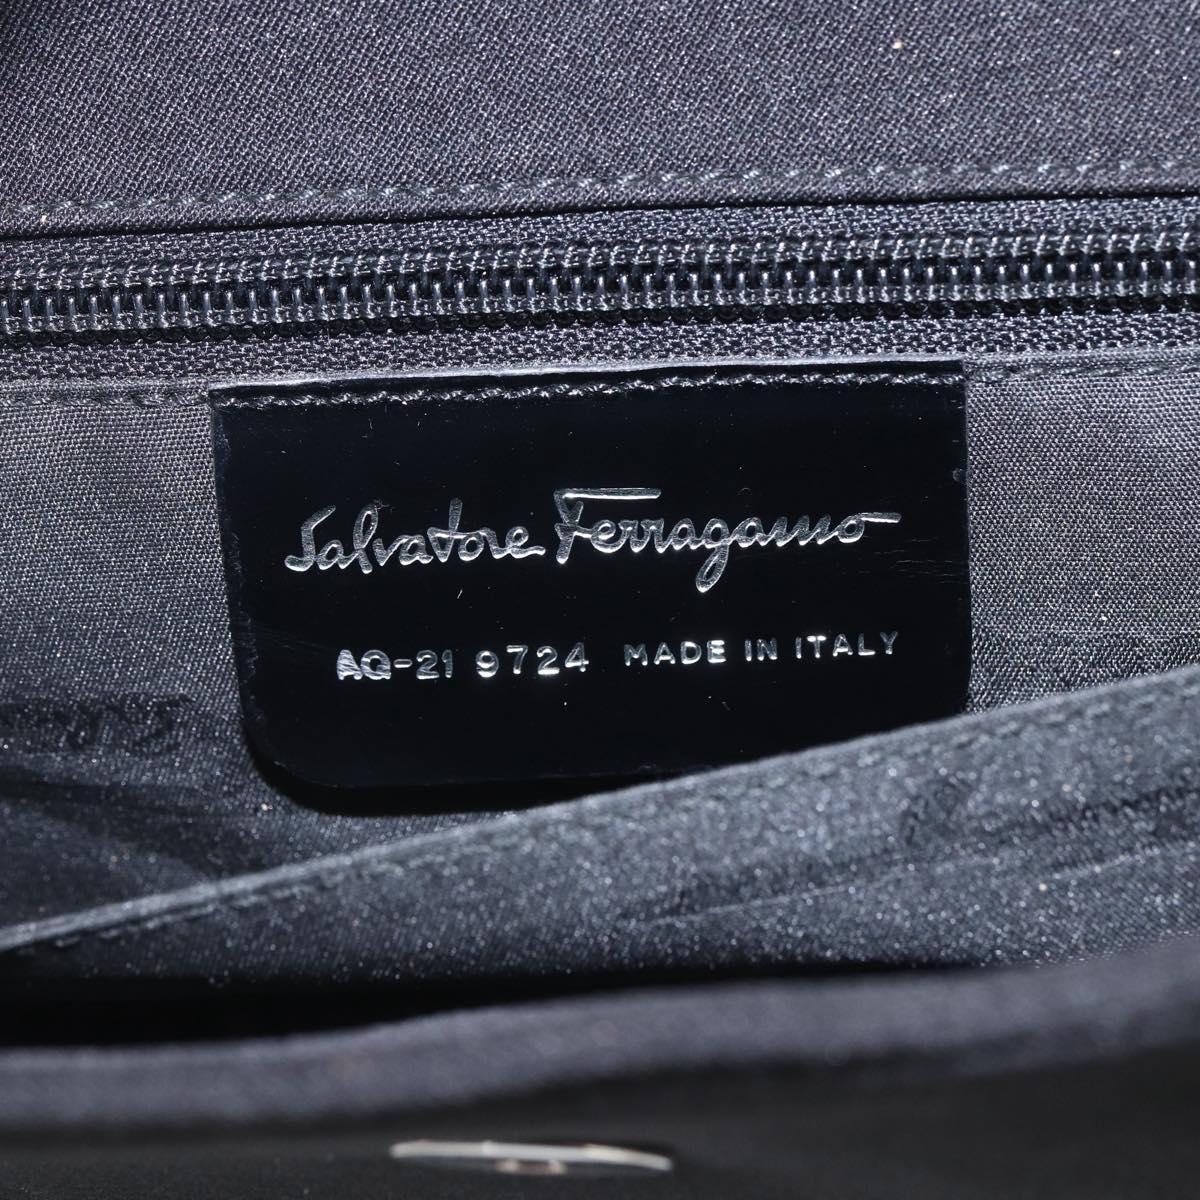 Salvatore Ferragamo
AQ-21 9724 MADE IN ITALY